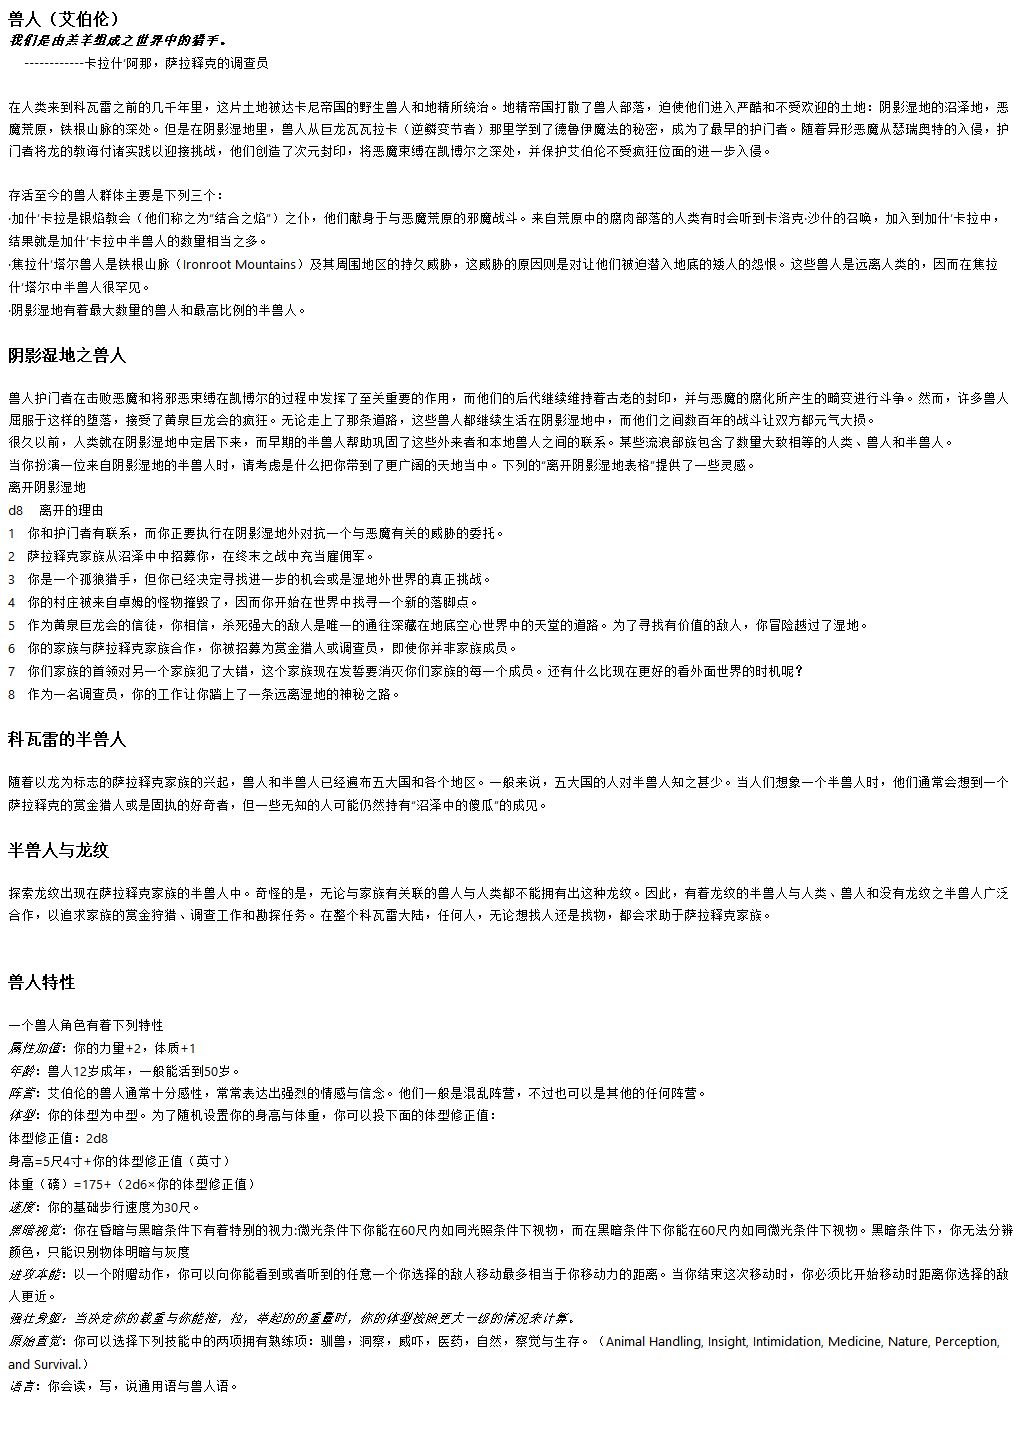 兽人（艾伯伦）
我们是由羔羊组成之世界中的猎手。
------------卡拉什’阿那，萨拉释克的调查员
在人类来到科瓦雷之前的几千年里，这片土地被达卡尼帝国的野生兽人和地精所统治。地精帝国打散了兽人部落，迫使他们进入严酷和不受欢迎的土地：阴影湿地的沼泽地，恶
魔荒原，铁根山脉的深处。但是在阴影湿地里，兽人从巨龙瓦瓦拉卡（逆鳞变节者）那里学到了德鲁伊魔法的秘密，成为了最早的护门者。随着异形恶魔从瑟瑞奥特的入侵，护
门者将龙的教诲付诸实践以迎接挑战，他们创造了次元封印，将恶魔束缚在凯博尔之深处，并保护艾伯伦不受疯狂位面的进一步入侵。
存活至今的兽人群体主要是下列三个：
·加什’卡拉是银焰教会（他们称之为“结合之焰”）之仆，他们献身于与恶魔荒原的邪魔战斗。来自荒原中的腐肉部落的人类有时会听到卡洛克·沙什的召唤，加入到加什’卡拉中，
结果就是加什’卡拉中半兽人的数量相当之多。
·焦拉什’塔尔兽人是铁根山脉（Ironroot Mountains）及其周围地区的持久威胁，这威胁的原因则是对让他们被迫潜入地底的矮人的怨恨。这些兽人是远离人类的，因而在焦拉
什’塔尔中半兽人很罕见。
·阴影湿地有着最大数量的兽人和最高比例的半兽人。
阴影湿地之兽人
兽人护门者在击败恶魔和将邪恶束缚在凯博尔的过程中发挥了至关重要的作用，而他们的后代继续维持着古老的封印，并与恶魔的腐化所产生的畸变进行斗争。然而，许多兽人
屈服于这样的堕落，接受了黄泉巨龙会的疯狂。无论走上了那条道路，这些兽人都继续生活在阴影湿地中，而他们之间数百年的战斗让双方都元气大损。
很久以前，人类就在阴影湿地中定居下来，而早期的半兽人帮助巩固了这些外来者和本地兽人之间的联系。某些流浪部族包含了数量大致相等的人类、兽人和半兽人。
当你扮演一位来自阴影湿地的半兽人时，请考虑是什么把你带到了更广阔的天地当中。下列的“离开阴影湿地表格”提供了一些灵感。
离开阴影湿地
d8 离开的理由
1 你和护门者有联系，而你正要执行在阴影湿地外对抗一个与恶魔有关的威胁的委托。
2 萨拉释克家族从沼泽中中招募你，在终末之战中充当雇佣军。
3 你是一个孤狼猎手，但你已经决定寻找进一步的机会或是湿地外世界的真正挑战。
4 你的村庄被来自卓姆的怪物摧毁了，因而你开始在世界中找寻一个新的落脚点。
5 作为黄泉巨龙会的信徒，你相信，杀死强大的敌人是唯一的通往深藏在地底空心世界中的天堂的道路。为了寻找有价值的敌人，你冒险越过了湿地。
6 你的家族与萨拉释克家族合作，你被招募为赏金猎人或调查员，即使你并非家族成员。
7 你们家族的首领对另一个家族犯了大错，这个家族现在发誓要消灭你们家族的每一个成员。还有什么比现在更好的看外面世界的时机呢？
8 作为一名调查员，你的工作让你踏上了一条远离湿地的神秘之路。
科瓦雷的半兽人
随着以龙为标志的萨拉释克家族的兴起，兽人和半兽人已经遍布五大国和各个地区。一般来说，五大国的人对半兽人知之甚少。当人们想象一个半兽人时，他们通常会想到一个
萨拉释克的赏金猎人或是固执的好奇者，但一些无知的人可能仍然持有“沼泽中的傻瓜”的成见。
半兽人与龙纹
探索龙纹出现在萨拉释克家族的半兽人中。奇怪的是，无论与家族有关联的兽人与人类都不能拥有出这种龙纹。因此，有着龙纹的半兽人与人类、兽人和没有龙纹之半兽人广泛
合作，以追求家族的赏金狩猎、调查工作和勘探任务。在整个科瓦雷大陆，任何人，无论想找人还是找物，都会求助于萨拉释克家族。
兽人特性
一个兽人角色有着下列特性
属性加值：你的力量+2，体质+1
年龄：兽人12岁成年，一般能活到50岁。
阵营：艾伯伦的兽人通常十分感性，常常表达出强烈的情感与信念。他们一般是混乱阵营，不过也可以是其他的任何阵营。
体型：你的体型为中型。为了随机设置你的身高与体重，你可以投下面的体型修正值：
体型修正值：2d8
身高=5尺4寸+你的体型修正值（英寸）
体重（磅）=175+（2d6×你的体型修正值）
速度：你的基础步行速度为30尺。
黑暗视觉：你在昏暗与黑暗条件下有着特别的视力:微光条件下你能在60尺内如同光照条件下视物，而在黑暗条件下你能在60尺内如同微光条件下视物。黑暗条件下，你无法分辨
颜色，只能识别物体明暗与灰度
进攻本能：以一个附赠动作，你可以向你能看到或者听到的任意一个你选择的敌人移动最多相当于你移动力的距离。当你结束这次移动时，你必须比开始移动时距离你选择的敌
人更近。
强壮身躯：当决定你的载重与你能推，拉，举起的的重量时，你的体型按照更大一级的情况来计算。
原始直觉：你可以选择下列技能中的两项拥有熟练项：驯兽，洞察，威吓，医药，自然，察觉与生存。（Animal Handling, Insight, Intimidation, Medicine, Nature, Perception,
and Survival.）
语言：你会读，写，说通用语与兽人语。